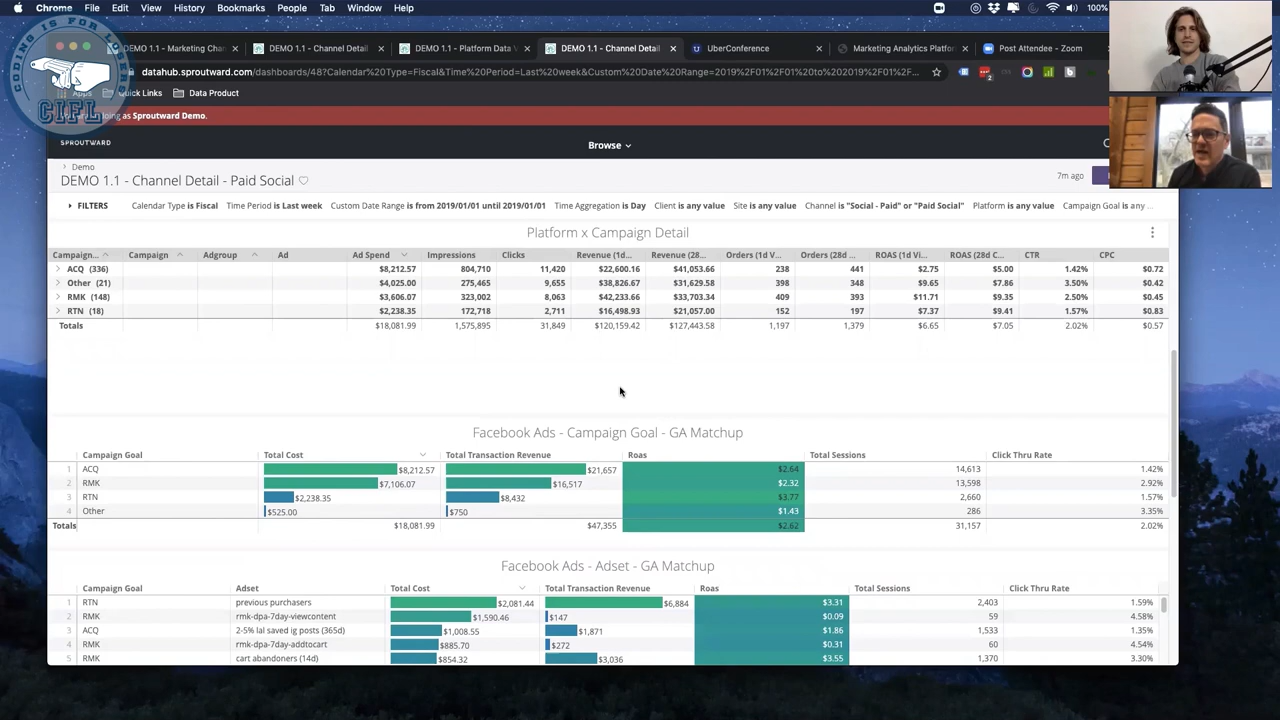 Chrome File Edit View History Bookmarks People Tab Window Help 100%
CODING IS FOR LOSERS
CIFL
DEMO 1.1 - Marketing Chan
DEMO 1.1 - Channel Detail
DEMO 1.1 - Platform Data V
DEMO 1.1 - Channel Detail
UberConference
Marketing Analytics Platfor
Post Attendee - Zoom
datahub.sproutward.com/dashboards/48?Calendar%20Type=Fiscal&Time%20Period=Last%20week&Custom%20Date%20Range=2019%2F01%2F01%20to%202019%2F01%2F...
Apps Quick Links Data Product
as Sproutward Demo.
SPROUTWARD
Browse
Demo
DEMO 1.1 - Channel Detail - Paid Social
7m ago
FILTERS Calendar Type is Fiscal Time Period is Last week Custom Date Range is from 2019/01/01 until 2019/01/01 Time Aggregation is Day Client is any value Site is any value Channel is "Social - Paid" or "Paid Social" Platform is any value Campaign Goal is any ...
Platform x Campaign Detail
Campaign... Campaign Adgroup Ad Ad Spend Impressions Clicks Revenue (1d... Revenue (28... Orders (1d V... Orders (28d ... ROAS (1d Vi... ROAS (28d C... CTR CPC
ACQ (336) $8,212.57 804,710 11,420 $22,600.16 $41,053.66 238 441 $2.75 $5.00 1.42% $0.72
Other (21) $4,025.00 275,465 9,655 $38,826.67 $31,629.58 398 348 $9.65 $7.86 3.50% $0.42
RMK (148) $3,606.07 323,002 8,063 $42,233.66 $33,703.34 409 393 $11.71 $9.35 2.50% $0.45
RTN (18) $2,238.35 172,718 2,711 $16,498.93 $21,057.00 152 197 $7.37 $9.41 1.57% $0.83
Totals $18,081.99 1,575,895 31,849 $120,159.42 $127,443.58 1,197 1,379 $6.65 $7.05 2.02% $0.57
Facebook Ads - Campaign Goal - GA Matchup
Campaign Goal Total Cost Total Transaction Revenue Roas Total Sessions Click Thru Rate
1 ACQ $8,212.57 $21,657 $2.64 14,613 1.42%
2 RMK $7,106.07 $16,517 $2.32 13,598 2.92%
3 RTN $2,238.35 $8,432 $3.77 2,660 1.57%
4 Other $525.00 $750 $1.43 286 3.35%
Totals $18,081.99 $47,355 $2.62 31,157 2.02%
Facebook Ads - Adset - GA Matchup
Campaign Goal Adset Total Cost Total Transaction Revenue Roas Total Sessions Click Thru Rate
1 RTN previous purchasers $2,081.44 $6,884 $3.31 2,403 1.59%
2 RMK rmk-dpa-7day-viewcontent $1,590.46 $147 $0.09 59 4.58%
3 ACQ 2-5% lal saved ig posts (365d) $1,008.55 $1,871 $1.86 1,533 1.35%
4 RMK rmk-dpa-7day-addtocart $885.70 $272 $0.31 60 4.54%
5 RMK cart abandoners (14d) $854.32 $3,036 $3.55 1,370 3.30%